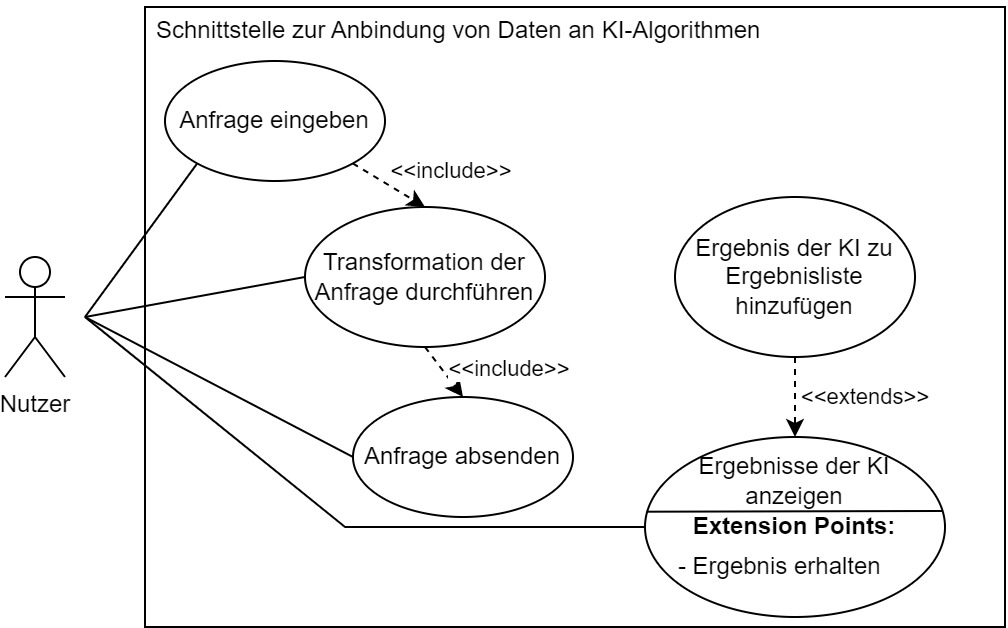 Schnittstelle zur Anbindung von Daten an KI-Algorithmen
Anfrage eingeben
<<include>>
Transformation der
Anfrage durchführen
<<include>>
Anfrage absenden
Nutzer
Ergebnis der KI zu
Ergebnisliste
hinzufügen
<<extends>>
Ergebnisse der KI
anzeigen
Extension Points:
- Ergebnis erhalten